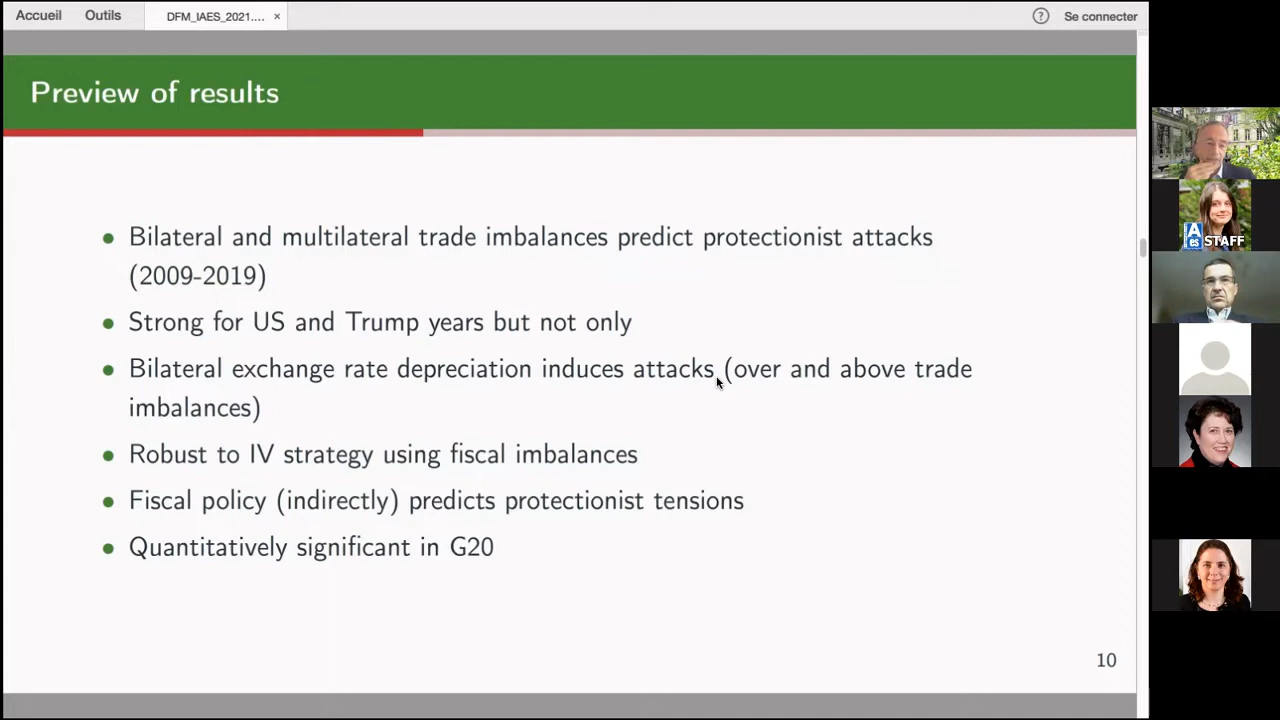 Accueil Outils DFM_IAES_2021.... × ? Se connecter
Preview of results
• Bilateral and multilateral trade imbalances predict protectionist attacks
(2009-2019)
• Strong for US and Trump years but not only
• Bilateral exchange rate depreciation induces attacks (over and above trade
imbalances)
• Robust to IV strategy using fiscal imbalances
• Fiscal policy (indirectly) predicts protectionist tensions
• Quantitatively significant in G20
10
A
es STAFF